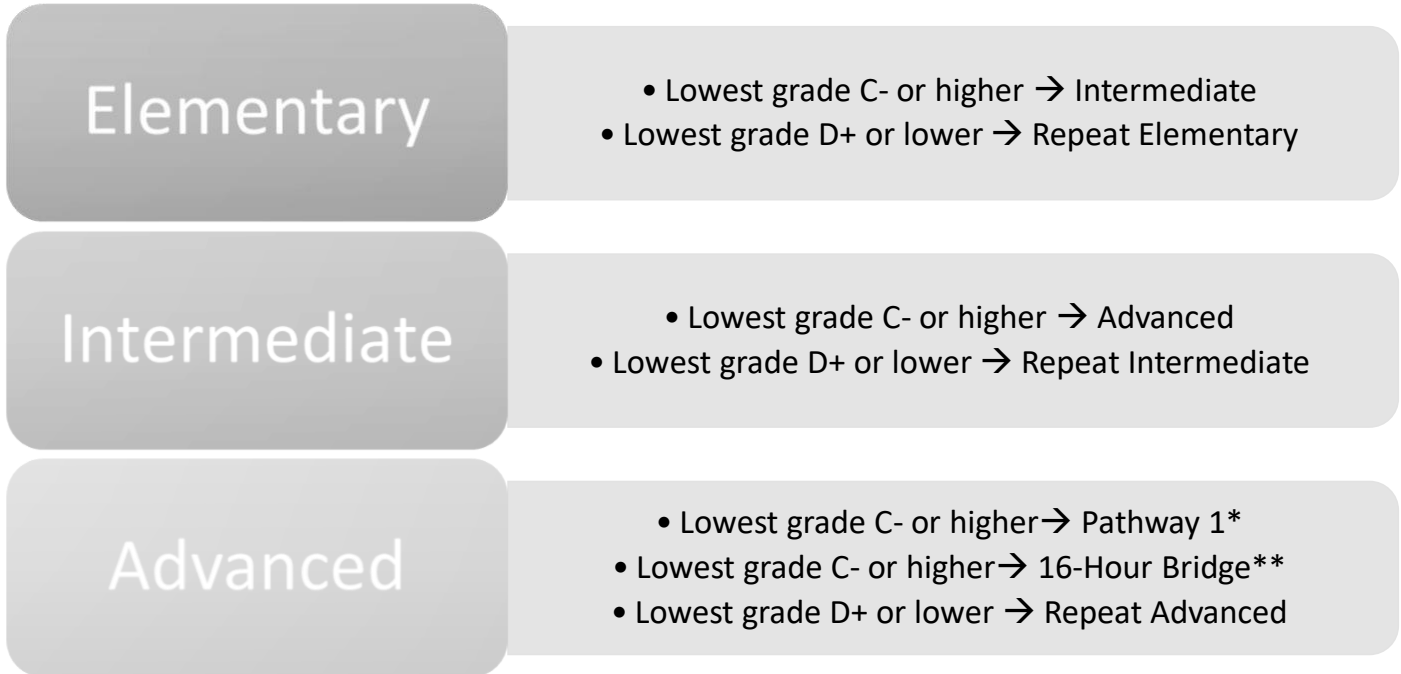 Elementary
• Lowest grade C- or higher → Intermediate
• Lowest grade D+ or lower → Repeat Elementary
Intermediate
• Lowest grade C- or higher → Advanced
• Lowest grade D+ or lower → Repeat Intermediate
Advanced
• Lowest grade C- or higher→ Pathway 1*
• Lowest grade C- or higher→ 16-Hour Bridge**
• Lowest grade D+ or lower → Repeat Advanced